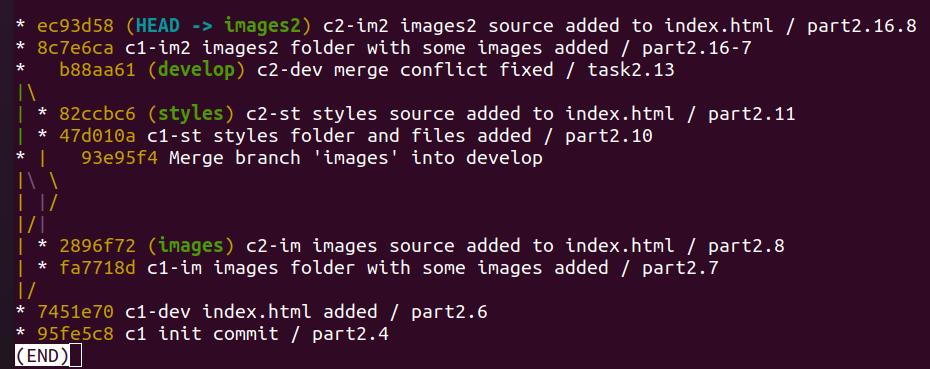 * ec93d58 (HEAD -> images2) c2-im2 images2 source added to index.html / part2.16.8
* 8c7e6ca c1-im2 images2 folder with some images added / part2.16-7
*   b88aa61 (develop) c2-dev merge conflict fixed / task2.13
|\
| * 82ccbc6 (styles) c2-st styles source added to index.html / part2.11
| * 47d010a c1-st styles folder and files added / part2.10
* |   93e95f4 Merge branch 'images' into develop
|\ \
| |/
|/|
| * 2896f72 (images) c2-im images source added to index.html / part2.8
| * fa7718d c1-im images folder with some images added / part2.7
|/
* 7451e70 c1-dev index.html added / part2.6
* 95fe5c8 c1 init commit / part2.4
(END)